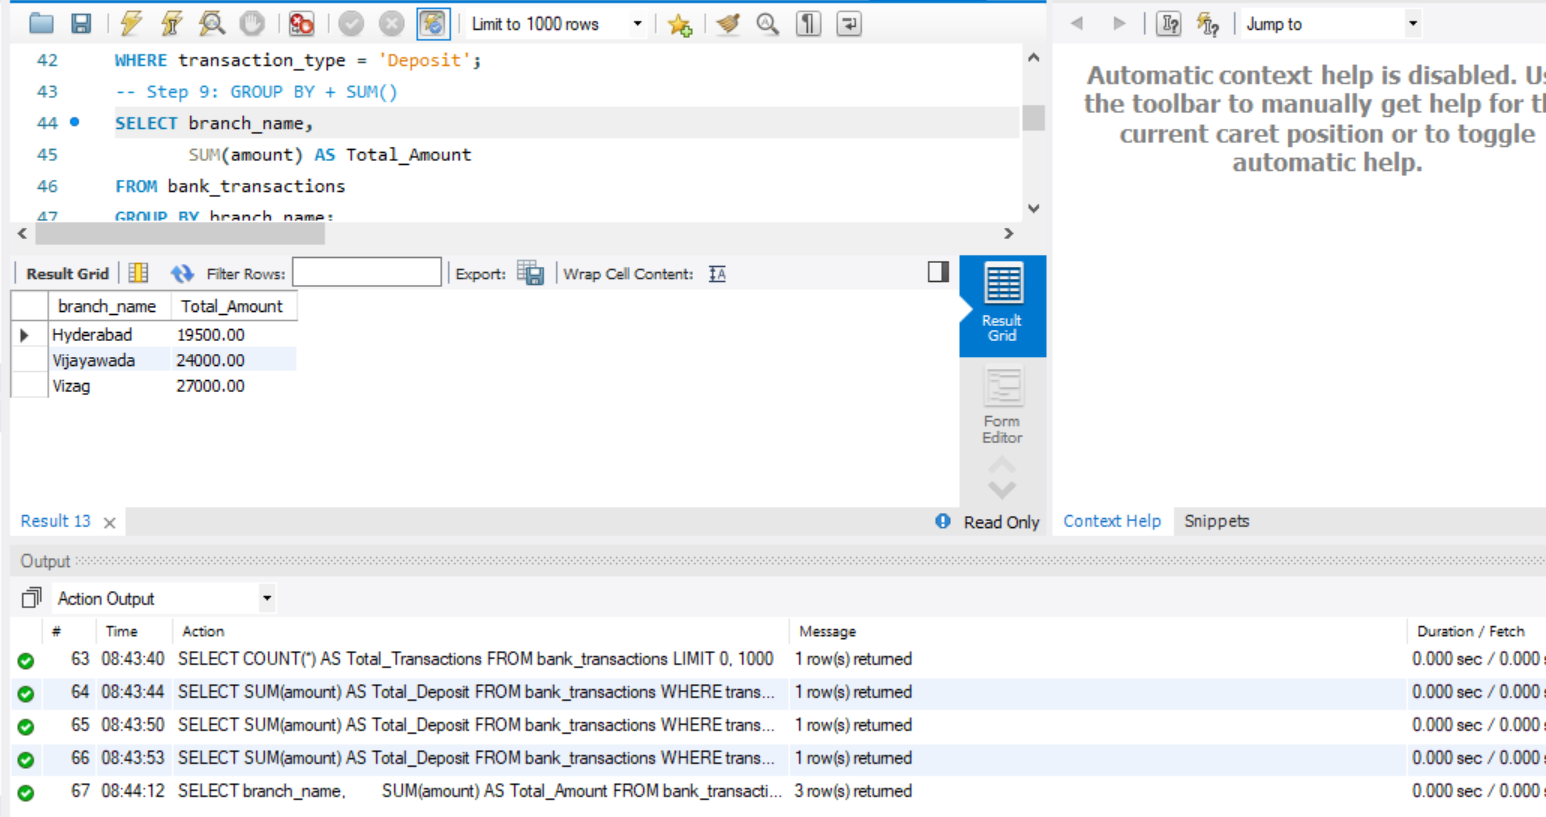 Limit to 1000 rows
Jump to
42 WHERE transaction_type = 'Deposit';
43 -- Step 9: GROUP BY + SUM()
44 SELECT branch_name,
45 SUM(amount) AS Total_Amount
46 FROM bank_transactions
47 GROUP BY branch_name;
Automatic context help is disabled. Us
the toolbar to manually get help for th
current caret position or to toggle
automatic help.
Result Grid Filter Rows: Export: Wrap Cell Content:
branch_name Total_Amount
Hyderabad 19500.00
Vijayawada 24000.00
Vizag 27000.00
Result
Grid
Form
Editor
Result 13
Read Only
Context Help Snippets
Output
Action Output
# Time Action Message Duration / Fetch
63 08:43:40 SELECT COUNT(*) AS Total_Transactions FROM bank_transactions LIMIT 0, 1000 1 row(s) returned 0.000 sec / 0.000 s
64 08:43:44 SELECT SUM(amount) AS Total_Deposit FROM bank_transactions WHERE trans... 1 row(s) returned 0.000 sec / 0.000 s
65 08:43:50 SELECT SUM(amount) AS Total_Deposit FROM bank_transactions WHERE trans... 1 row(s) returned 0.000 sec / 0.000 s
66 08:43:53 SELECT SUM(amount) AS Total_Deposit FROM bank_transactions WHERE trans... 1 row(s) returned 0.000 sec / 0.000 s
67 08:44:12 SELECT branch_name, SUM(amount) AS Total_Amount FROM bank_transacti... 3 row(s) returned 0.000 sec / 0.000 s